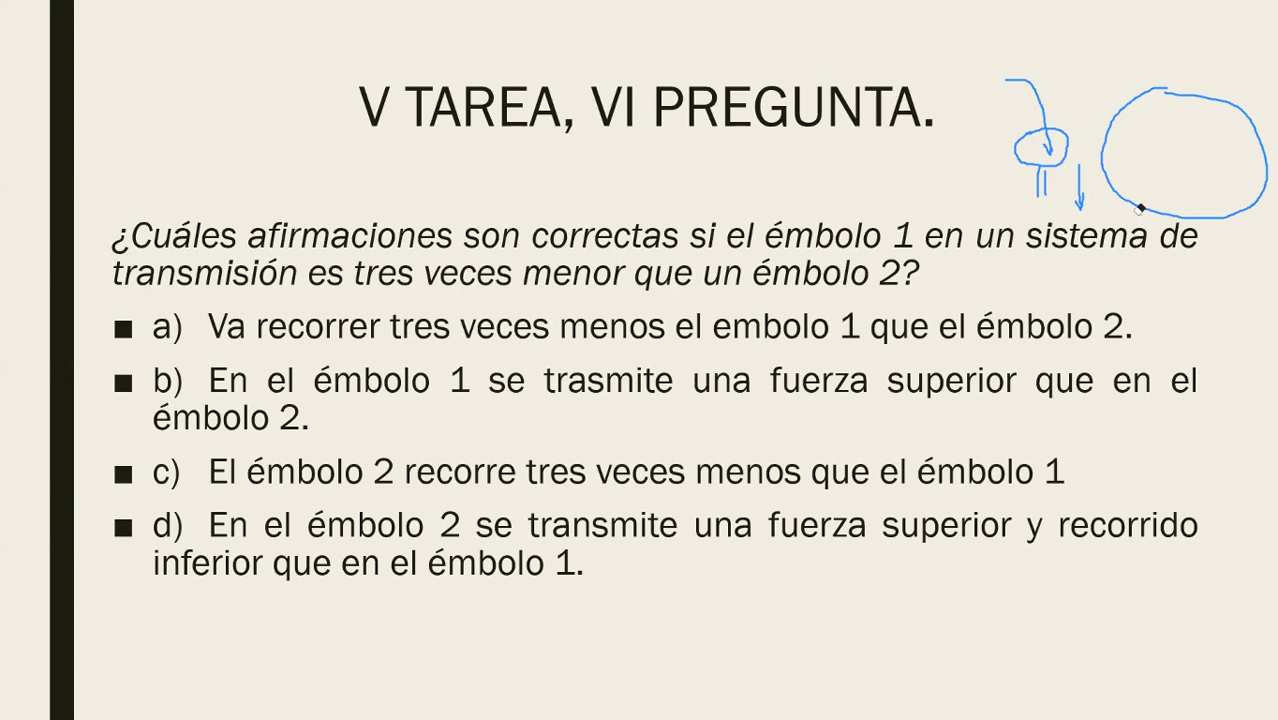 V TAREA, VI PREGUNTA.
¿Cuáles afirmaciones son correctas si el émbolo 1 en un sistema de
transmisión es tres veces menor que un émbolo 2?
■ a) Va recorrer tres veces menos el embolo 1 que el émbolo 2.
■ b) En el émbolo 1 se trasmite una fuerza superior que en el
émbolo 2.
■ c) El émbolo 2 recorre tres veces menos que el émbolo 1
■ d) En el émbolo 2 se transmite una fuerza superior y recorrido
inferior que en el émbolo 1.